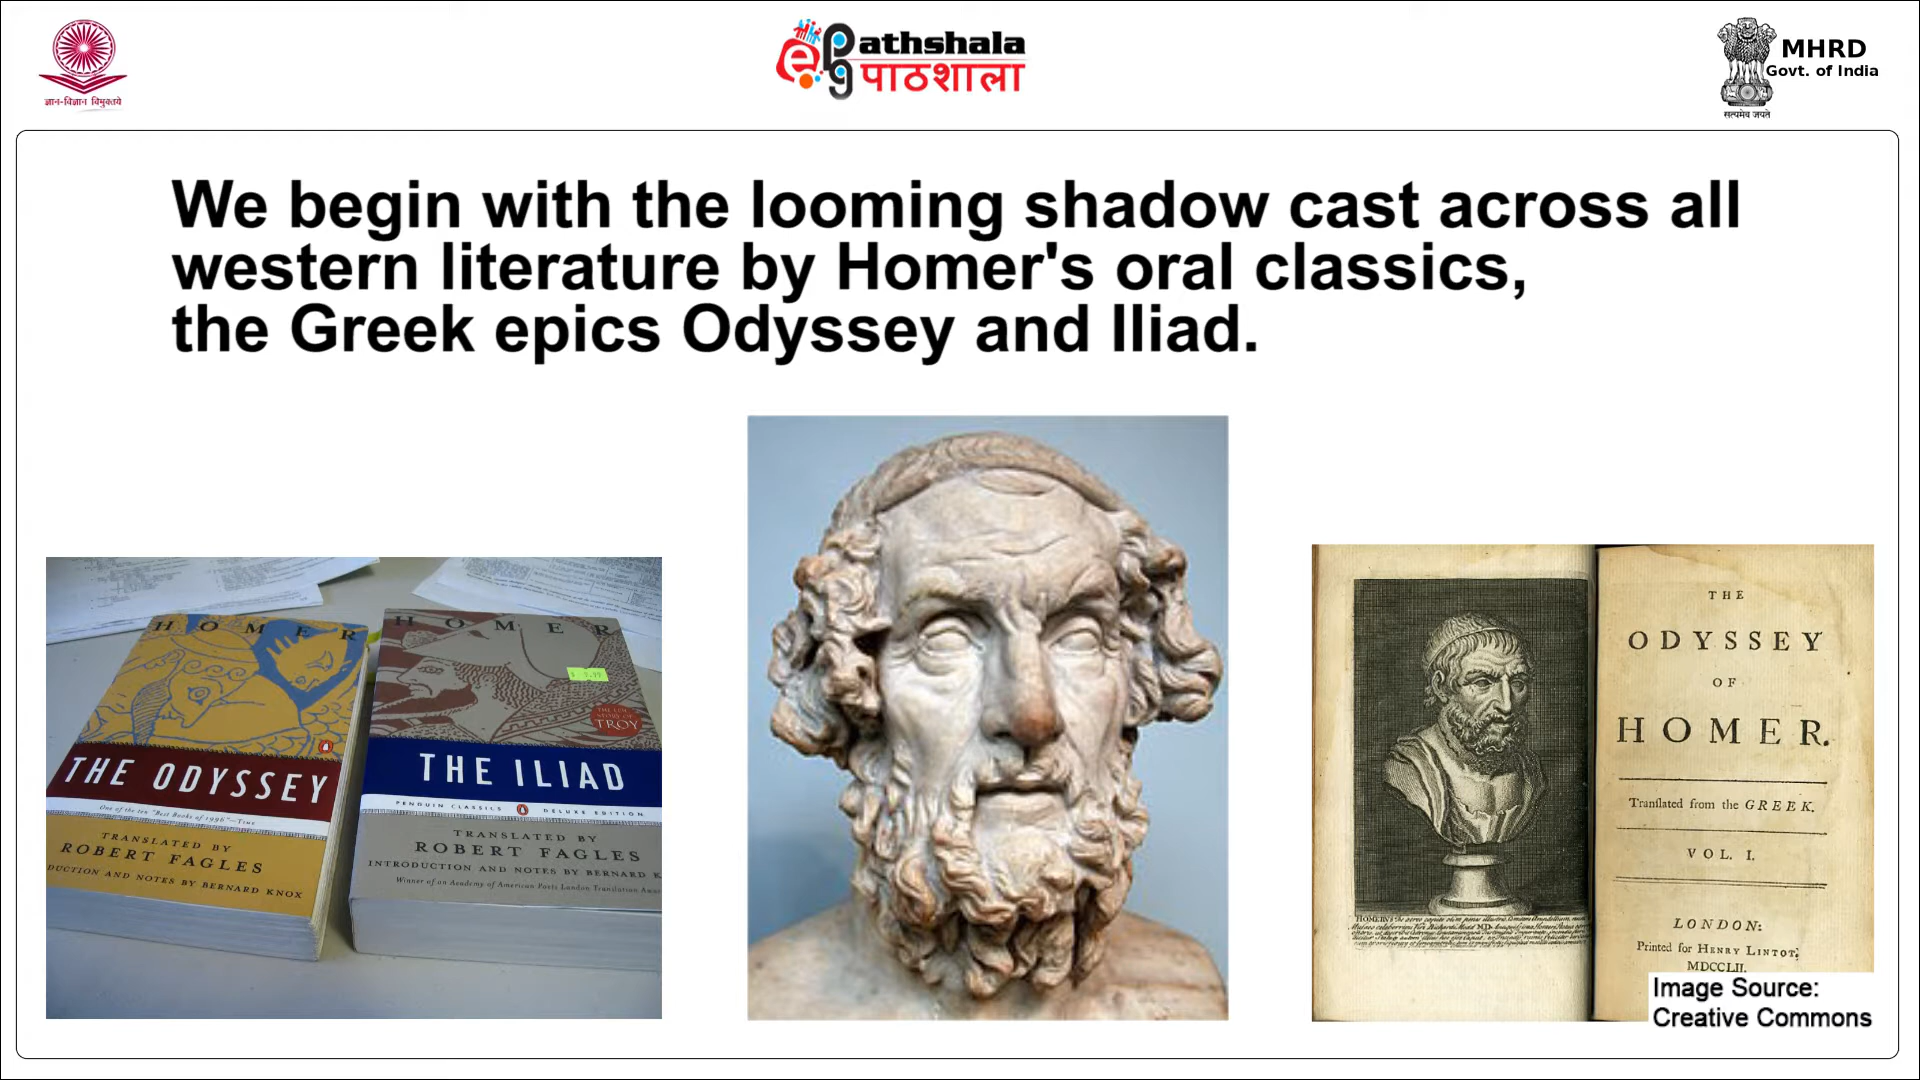 ज्ञान-विज्ञान विमुक्तये
epg athshala
पाठशाला
MHRD
Govt. of India
सत्यमेव जयते
We begin with the looming shadow cast across all
western literature by Homer's oral classics,
the Greek epics Odyssey and Iliad.
HOMER
THE ODYSSEY
One of the ten "Best Books of 1996"—TIME
TRANSLATED BY
ROBERT FAGLES
DUCTION AND NOTES BY BERNARD KNOX
HOMER
TROY
THE ILIAD
PENGUIN CLASSICS DELUXE EDITION
TRANSLATED BY
ROBERT FAGLES
INTRODUCTION AND NOTES BY BERNARD K
Winner of an Academy of American Poets London Translation Awa
THE
ODYSSEY
OF
HOMER.
Tranſlated from the GREEK.
VOL. I.
LONDON:
Printed for HENRY LINTOT.
MDCCLII.
Image Source:
Creative Commons